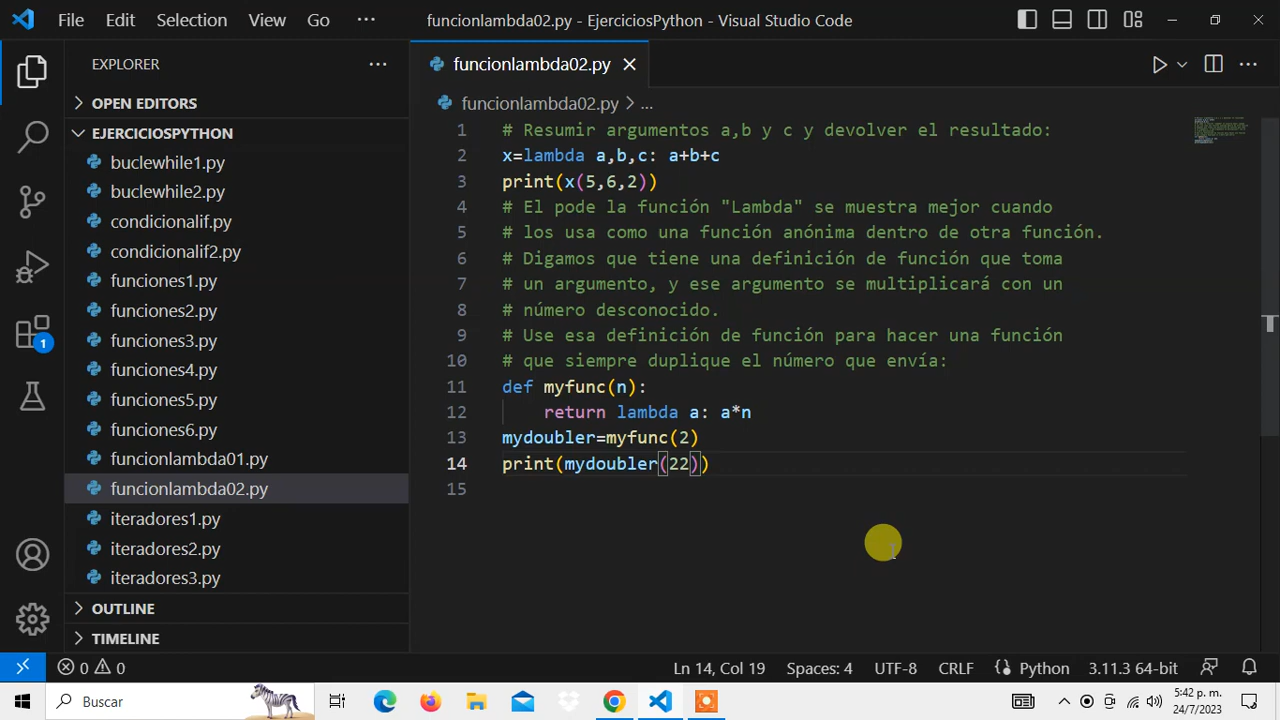 File Edit Selection View Go ··· funcionlambda02.py - EjerciciosPython - Visual Studio Code
EXPLORER ···
OPEN EDITORS
EJERCICIOSPYTHON
buclewhile1.py
buclewhile2.py
condicionalif.py
condicionalif2.py
funciones1.py
funciones2.py
funciones3.py
funciones4.py
funciones5.py
funciones6.py
funcionlambda01.py
funcionlambda02.py
iteradores1.py
iteradores2.py
iteradores3.py
OUTLINE
TIMELINE
1
funcionlambda02.py
funcionlambda02.py > ...
1 # Resumir argumentos a,b y c y devolver el resultado:
2 x=lambda a,b,c: a+b+c
3 print(x(5,6,2))
4 # El pode la función "Lambda" se muestra mejor cuando
5 # los usa como una función anónima dentro de otra función.
6 # Digamos que tiene una definición de función que toma
7 # un argumento, y ese argumento se multiplicará con un
8 # número desconocido.
9 # Use esa definición de función para hacer una función
10 # que siempre duplique el número que envía:
11 def myfunc(n):
12 return lambda a: a*n
13 mydoubler=myfunc(2)
14 print(mydoubler(22))
15
0 0 Ln 14, Col 19 Spaces: 4 UTF-8 CRLF Python 3.11.3 64-bit
Buscar
5:42 p. m.
24/7/2023